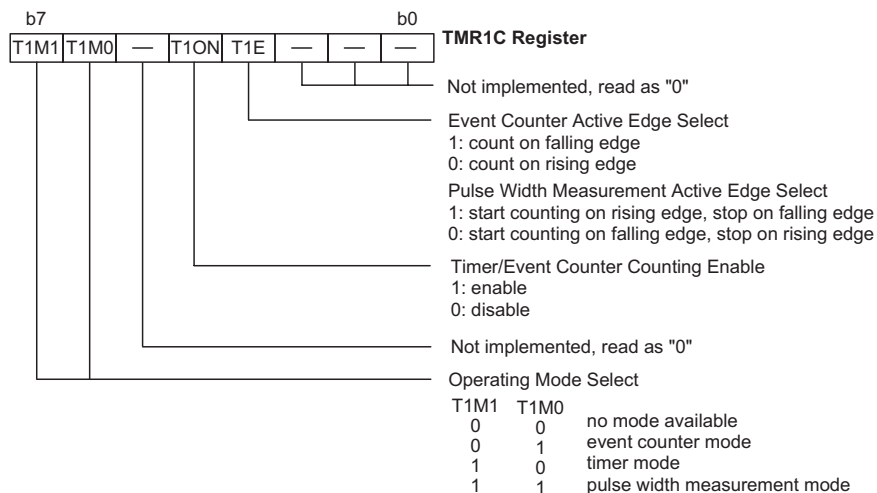 b7 b0
T1M1 T1M0 — T1ON T1E — — —
TMR1C Register
Not implemented, read as "0"
Event Counter Active Edge Select
1: count on falling edge
0: count on rising edge
Pulse Width Measurement Active Edge Select
1: start counting on rising edge, stop on falling edge
0: start counting on falling edge, stop on rising edge
Timer/Event Counter Counting Enable
1: enable
0: disable
Not implemented, read as "0"
Operating Mode Select
T1M1 T1M0
0 0 no mode available
0 1 event counter mode
1 0 timer mode
1 1 pulse width measurement mode